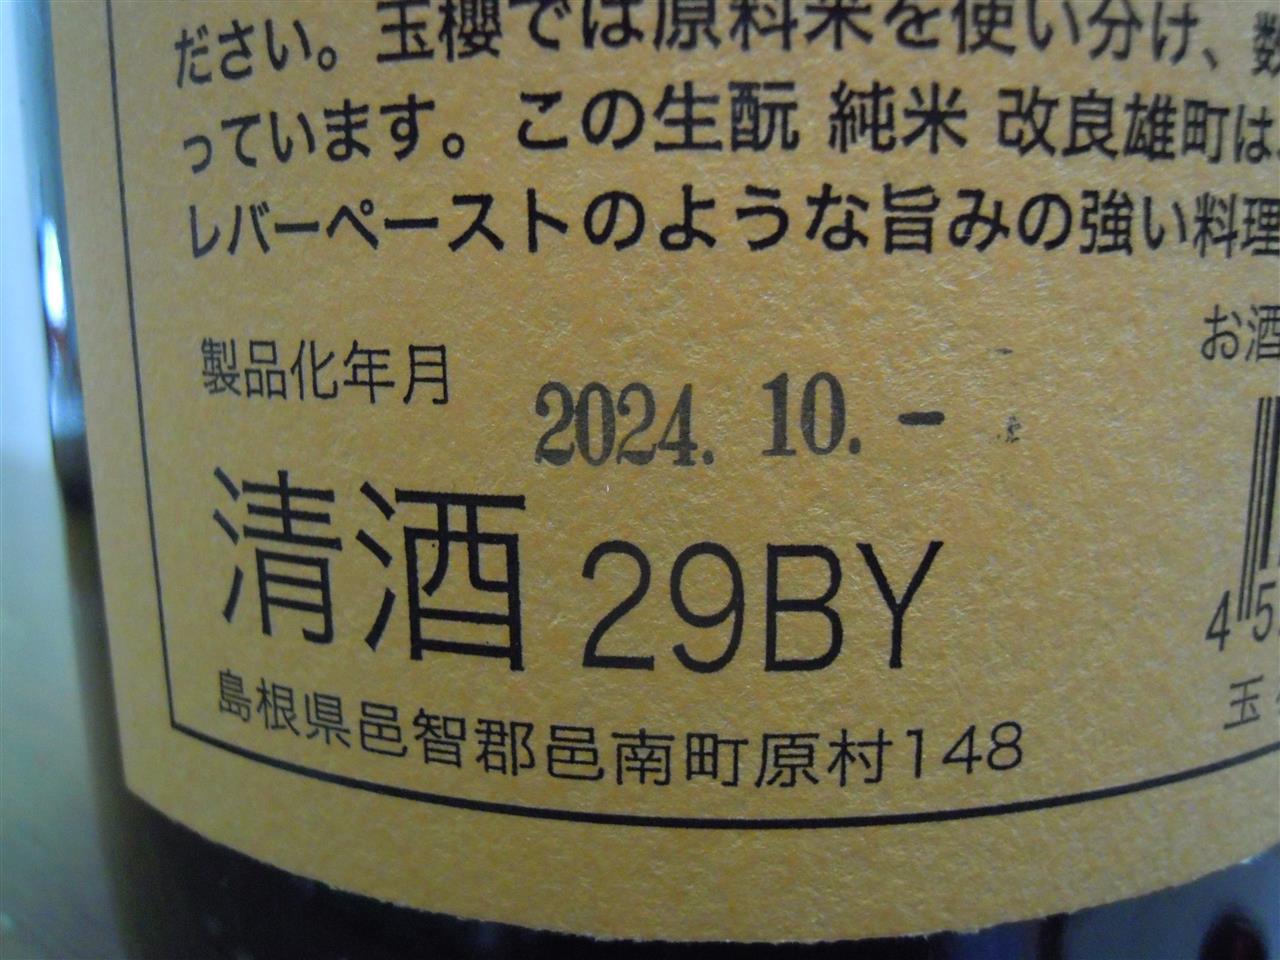 ださい。玉櫻では原料米を使い分け、数
っています。この生酛 純米 改良雄町は、
レバーペーストのような旨みの強い料理
製品化年月 2024. 10. -
お酒
清酒 29BY
45
島根県邑智郡邑南町原村148
玉